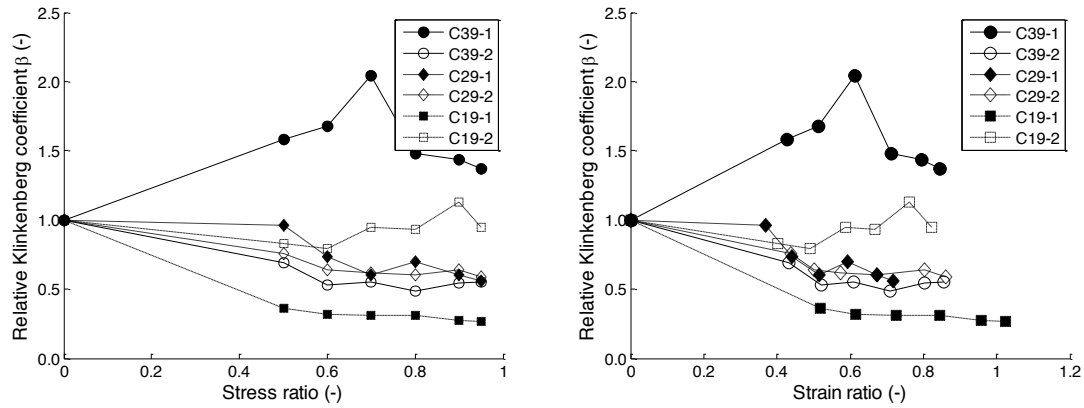 Relative Klinkenberg coefficient β (-)
2.5
2.0
1.5
1.0
0.5
0.0
0
0.2
0.4
0.6
0.8
1
Stress ratio (-)
C39-1
C39-2
C29-1
C29-2
C19-1
C19-2
Relative Klinkenberg coefficient β (-)
2.5
2.0
1.5
1.0
0.5
0.0
0
0.2
0.4
0.6
0.8
1
1.2
Strain ratio (-)
C39-1
C39-2
C29-1
C29-2
C19-1
C19-2